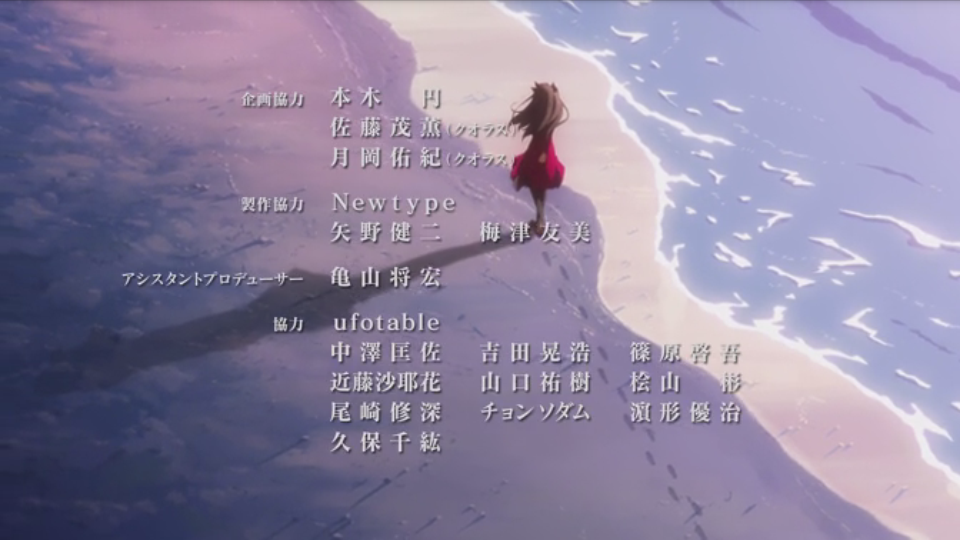 企画協力 本木 円
佐藤茂薫(クオラス)
月岡佑紀(クオラス)
製作協力 Newtype
矢野健二 梅津友美
アシスタントプロデューサー 亀山将宏
協力 ufotable
中澤匡佐 吉田晃浩 篠原啓吾
近藤沙耶花 山口祐樹 桧山 彬
尾崎修深 チョンソダム 濵形優治
久保千紘